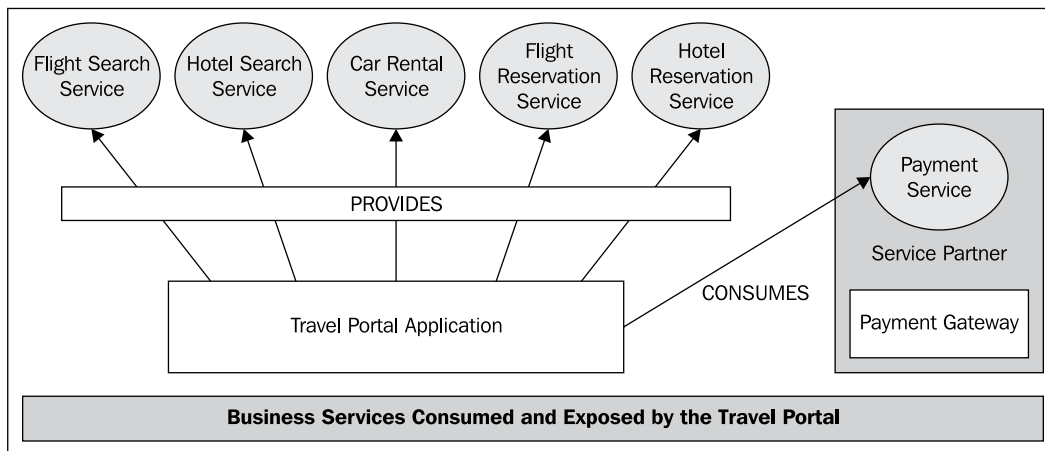 Flight Search
Service
Hotel Search
Service
Car Rental
Service
Flight
Reservation
Service
Hotel
Reservation
Service
Payment
Service
PROVIDES
Service Partner
CONSUMES
Travel Portal Application
Payment Gateway
Business Services Consumed and Exposed by the Travel Portal